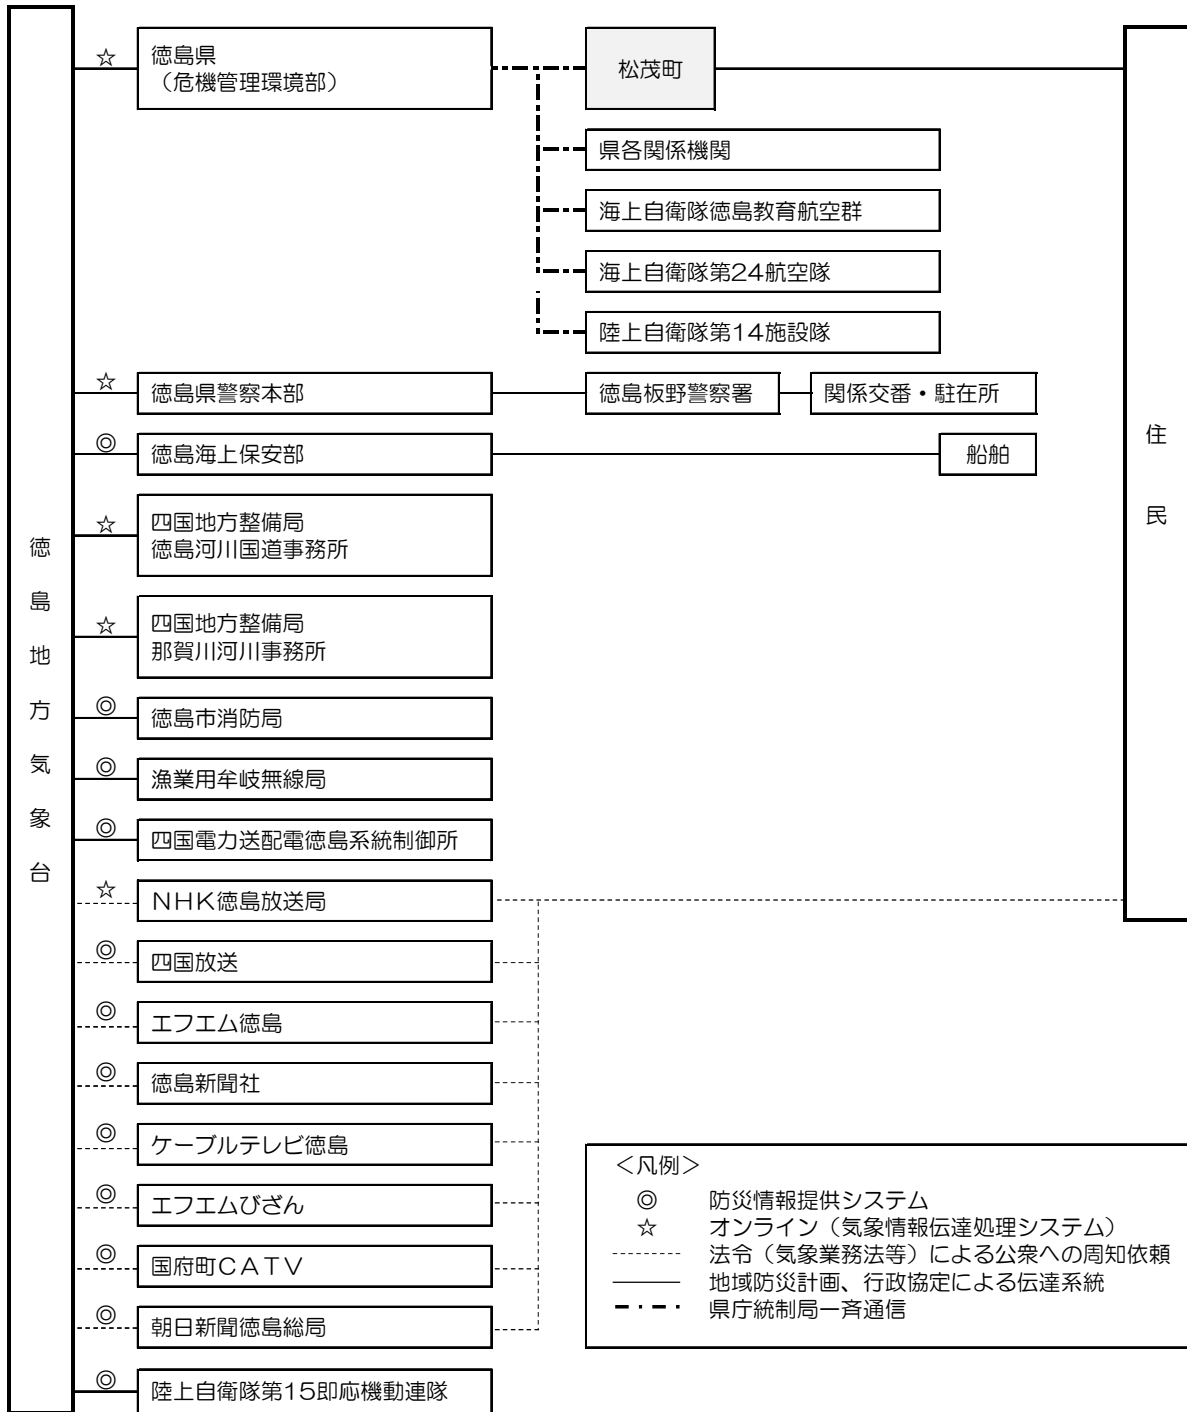 徳島地方気象台
☆
徳島県
（危機管理環境部）
松茂町
県各関係機関
海上自衛隊徳島教育航空群
海上自衛隊第24航空隊
陸上自衛隊第14施設隊
☆
徳島県警察本部
徳島板野警察署
関係交番・駐在所
◎
徳島海上保安部
船舶
☆
四国地方整備局
徳島河川国道事務所
☆
四国地方整備局
那賀川河川事務所
◎
徳島市消防局
◎
漁業用牟岐無線局
◎
四国電力送配電徳島系統制御所
☆
NHK徳島放送局
◎
四国放送
◎
エフエム徳島
◎
徳島新聞社
◎
ケーブルテレビ徳島
◎
エフエムびざん
◎
国府町CATV
◎
朝日新聞徳島総局
◎
陸上自衛隊第15即応機動連隊
住民
＜凡例＞
◎ 防災情報提供システム
☆ オンライン（気象情報伝達処理システム）
法令（気象業務法等）による公衆への周知依頼
地域防災計画、行政協定による伝達系統
県庁統制局一斉通信